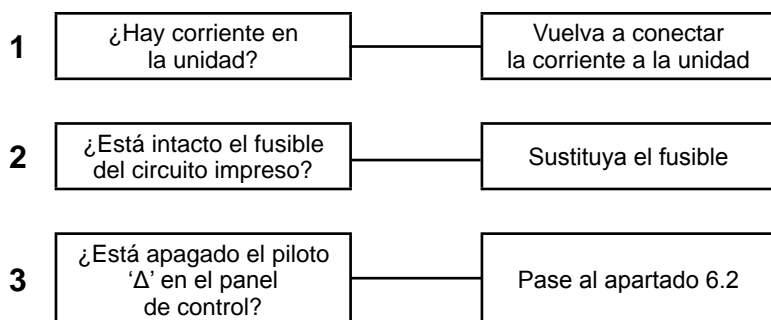 1
¿Hay corriente en
la unidad?
Vuelva a conectar
la corriente a la unidad
2
¿Está intacto el fusible
del circuito impreso?
Sustituya el fusible
3
¿Está apagado el piloto
‘Δ’ en el panel
de control?
Pase al apartado 6.2